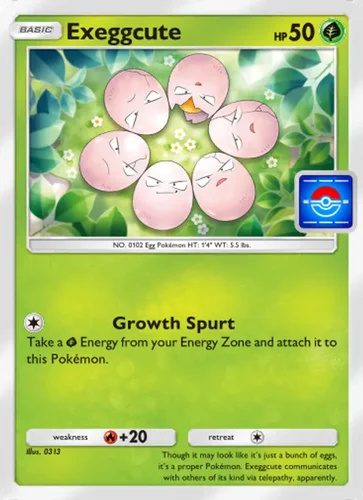 BASIC Exeggcute HP 50
NO. 0102 Egg Pokémon HT: 1'4" WT: 5.5 lbs.
Growth Spurt
Take a Energy from your Energy Zone and attach it to
this Pokémon.
weakness +20 retreat
Illus. 0313
Though it may look like it's just a bunch of eggs,
it's a proper Pokémon. Exeggcute communicates
with others of its kind via telepathy, apparently.